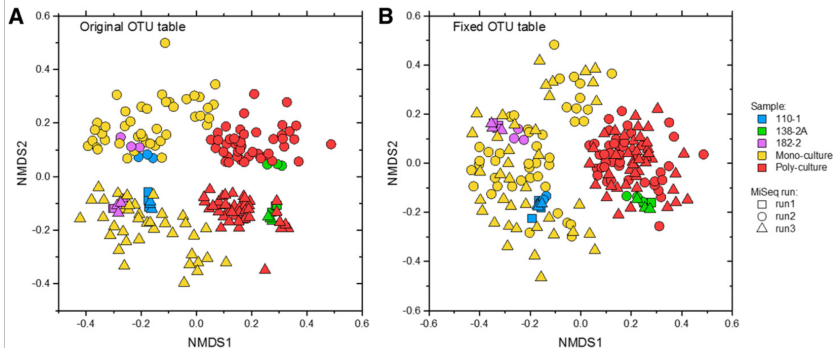 A
Original OTU table
NMDS2
0.6
0.4
0.2
0.0
-0.2
-0.4
-0.4
-0.2
0.0
0.2
0.4
0.6
NMDS1
B
Fixed OTU table
NMDS2
0.6
0.4
0.2
0.0
-0.2
-0.4
-0.6
-0.6
-0.4
-0.2
0.0
0.2
0.4
0.6
NMDS1
Sample:
110-1
138-2A
182-2
Mono-culture
Poly-culture
MiSeq run:
run1
run2
run3